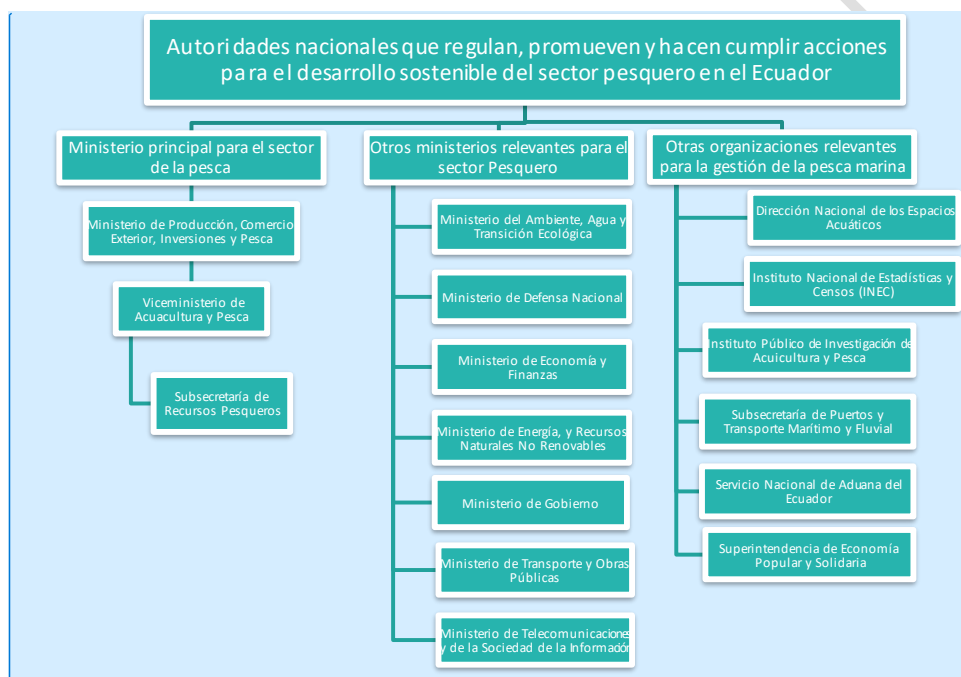 Autoridades nacionales que regulan, promueven y hacen cumplir acciones
para el desarrollo sostenible del sector pesquero en el Ecuador
Ministerio principal para el sector
de la pesca
Ministerio de Producción, Comercio
Exterior, Inversiones y Pesca
Viceministerio de
Acuacultura y Pesca
Subsecretaría de
Recursos Pesqueros
Otros ministerios relevantes para el
sector Pesquero
Ministerio del Ambiente, Agua y
Transición Ecológica
Ministerio de Defensa Nacional
Ministerio de Economía y
Finanzas
Ministerio de Energía, y Recursos
Naturales No Renovables
Ministerio de Gobierno
Ministerio de Transporte y Obras
Públicas
Ministerio de Telecomunicaciones
y de la Sociedad de la Información
Otras organizaciones relevantes
para la gestión de la pesca marina
Dirección Nacional de los Espacios
Acuáticos
Instituto Nacional de Estadísticas y
Censos (INEC)
Instituto Público de Investigación de
Acuicultura y Pesca
Subsecretaría de Puertos y
Transporte Marítimo y Fluvial
Servicio Nacional de Aduana del
Ecuador
Superintendencia de Economía
Popular y Solidaria